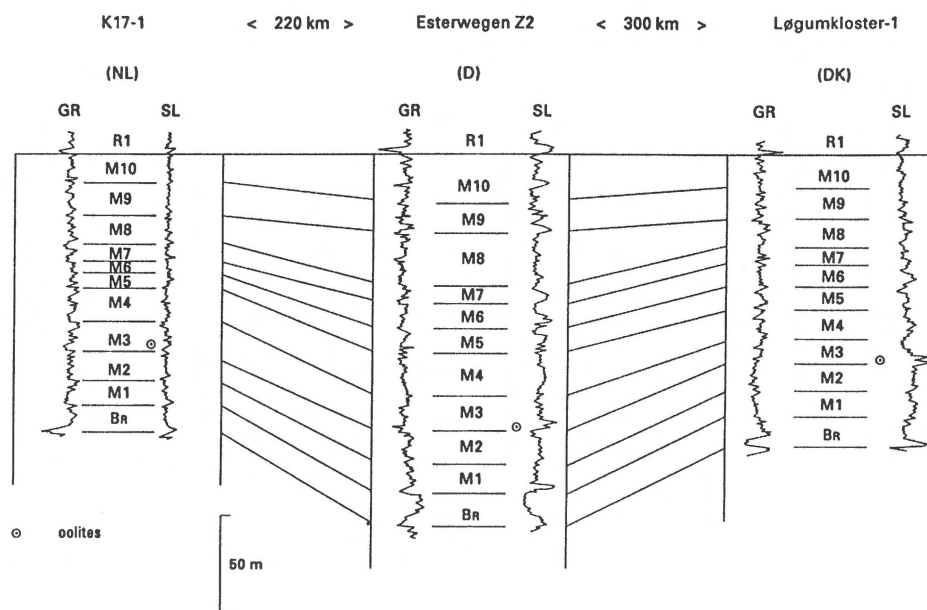 K17-1 < 220 km > Esterwegen Z2 < 300 km > Løgumkloster-1
(NL) (D) (DK)
GR SL GR SL GR SL
R1 R1 R1
M10 M10 M10
M9 M9 M9
M8 M8 M8
M7 M7 M7
M6 M6 M6
M5 M5 M5
M4 M4 M4
M3 M3 M3
M2 M2 M2
M1 M1 M1
BR BR BR
oolites
50 m